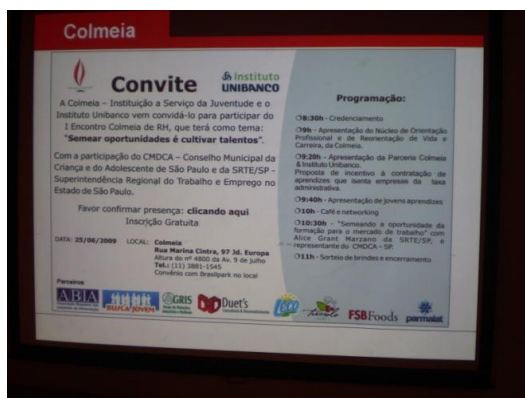 Colmeia
Convite
Instituto
UNIBANCO
A Colmeia – Instituição a Serviço da Juventude e o
Instituto Unibanco vem convidá-lo para participar do
I Encontro Colmeia de RH, que terá como tema:
"Semear oportunidades é cultivar talentos".
Com a participação do CMDCA – Conselho Municipal da
Criança e do Adolescente de São Paulo e da SRTE/SP –
Superintendência Regional do Trabalho e Emprego no
Estado de São Paulo.
Favor confirmar presença: clicando aqui
Inscrição Gratuita
DATA: 25/06/2009 LOCAL: Colmeia
Rua Marina Cintra, 97 Jd. Europa
Altura do nº 4800 da Av. 9 de Julho
Tel.: (11) 3881-1545
Convênio com Brasilpark no local
Programação:
8:30h - Credenciamento
9h - Apresentação do Núcleo de Orientação
Profissional e de Reorientação de Vida e
Carreira, da Colmeia.
9:20h - Apresentação da Parceria Colmeia
& Instituto Unibanco.
Proposta de incentivo à contratação de
aprendizes que isenta empresas da taxa
administrativa.
9:40h - Apresentação de jovens aprendizes
10h - Café e networking
10:30h - "Semeando a oportunidade da
formação para o mercado de trabalho" com
Alice Grant Marzano da SRTE/SP, e
representante do CMDCA - SP.
11h - Sorteio de brindes e encerramento
Parceiros
ABIA
BUSCA JOVEM
GRIS
Duet's
FSB Foods
parmalat